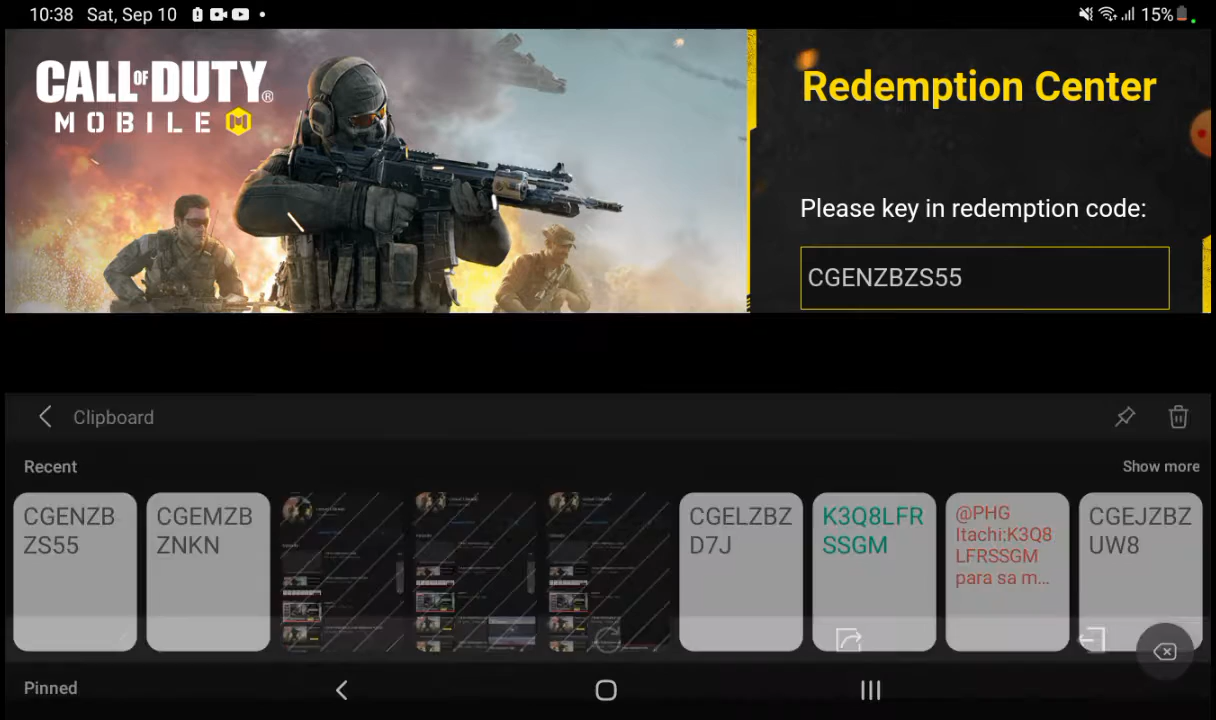 10:38 Sat, Sep 10
15%
CALL OF DUTY®
MOBILE
Redemption Center
Please key in redemption code:
CGENZBZS55
Clipboard
Recent
Show more
CGENZB
ZS55
CGEMZB
ZNKN
CGELZBZ
D7J
K3Q8LFR
SSGM
@PHG
Itachi:K3Q8
LFRSSGM
para sa m...
CGEJZBZ
UW8
Pinned